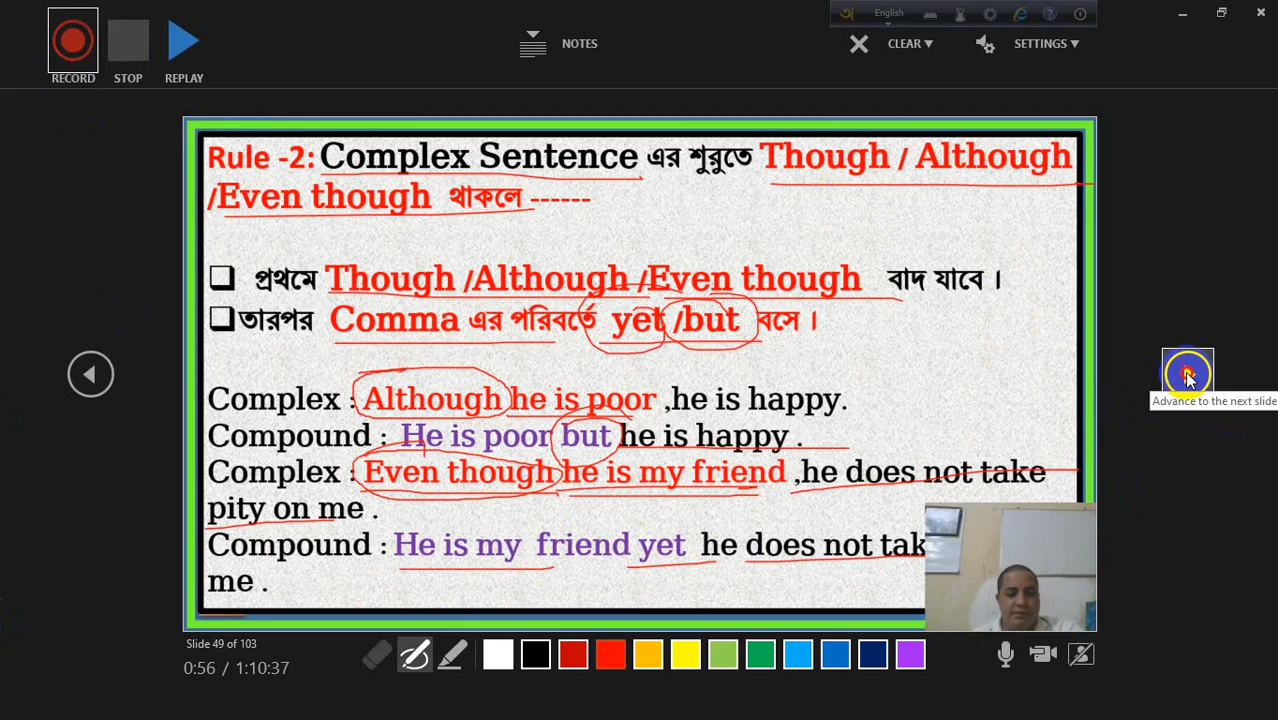 অ English
RECORD STOP REPLAY NOTES CLEAR SETTINGS
Rule -2: Complex Sentence এর শুরুতে Though / Although
/Even though থাকলে ------
প্রথমে Though /Although /Even though বাদ যাবে ।
তারপর Comma এর পরিবর্তে yet /but বসে ।
Complex : Although he is poor ,he is happy.
Compound : He is poor but he is happy .
Complex : Even though he is my friend ,he does not take
pity on me .
Compound : He is my friend yet he does not tak
me .
Advance to the next slide
Slide 49 of 103
0:56 / 1:10:37